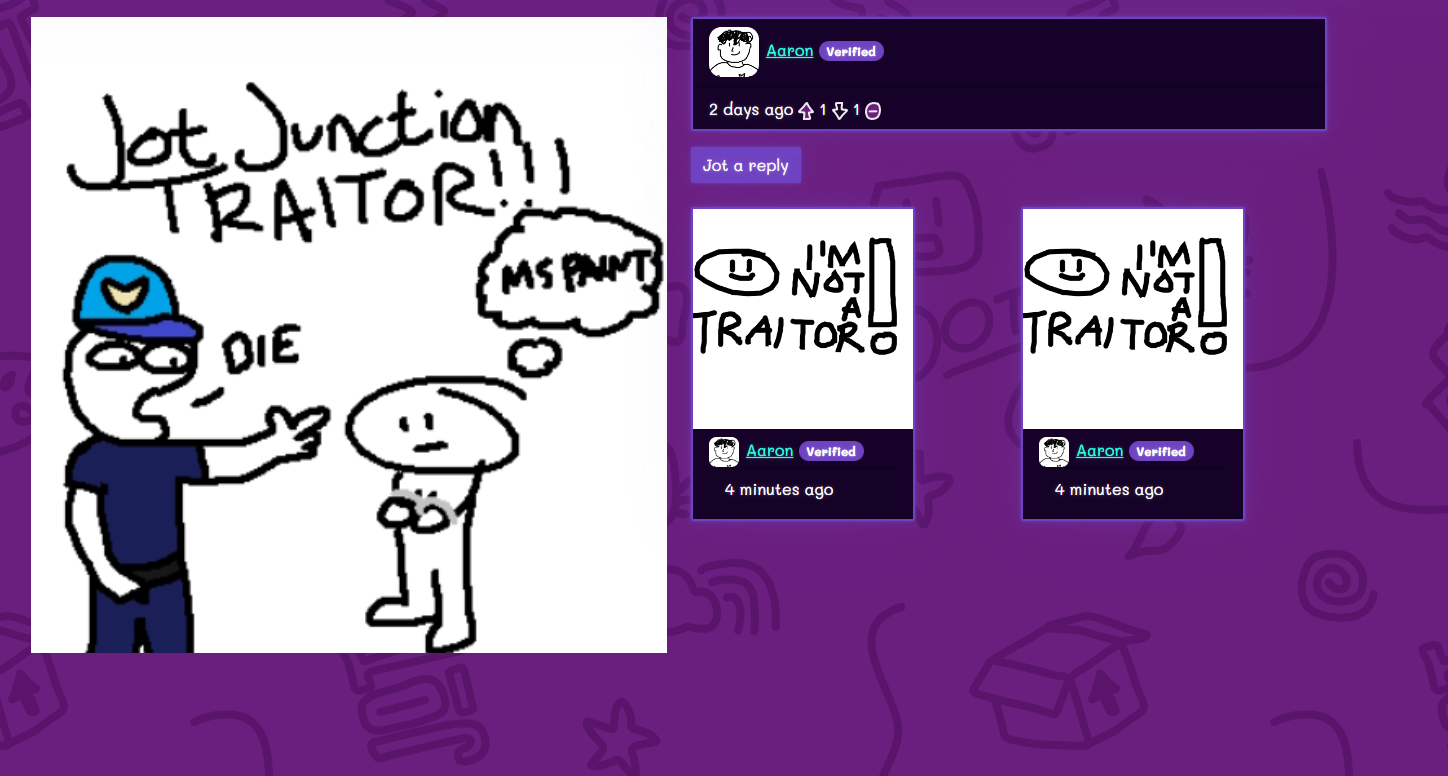 Jot Junction
TRAITOR!!!
MS PAINT
DIE
Aaron Verified
2 days ago 1 1
Jot a reply
I'M
NOT
A
TRAITOR!
Aaron Verified
4 minutes ago
I'M
NOT
A
TRAITOR!
Aaron Verified
4 minutes ago